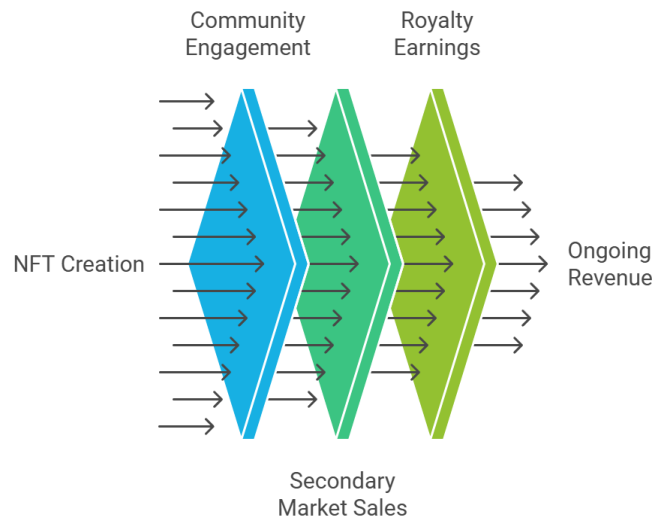 Community
Engagement
Royalty
Earnings
NFT Creation
Ongoing
Revenue
Secondary
Market Sales